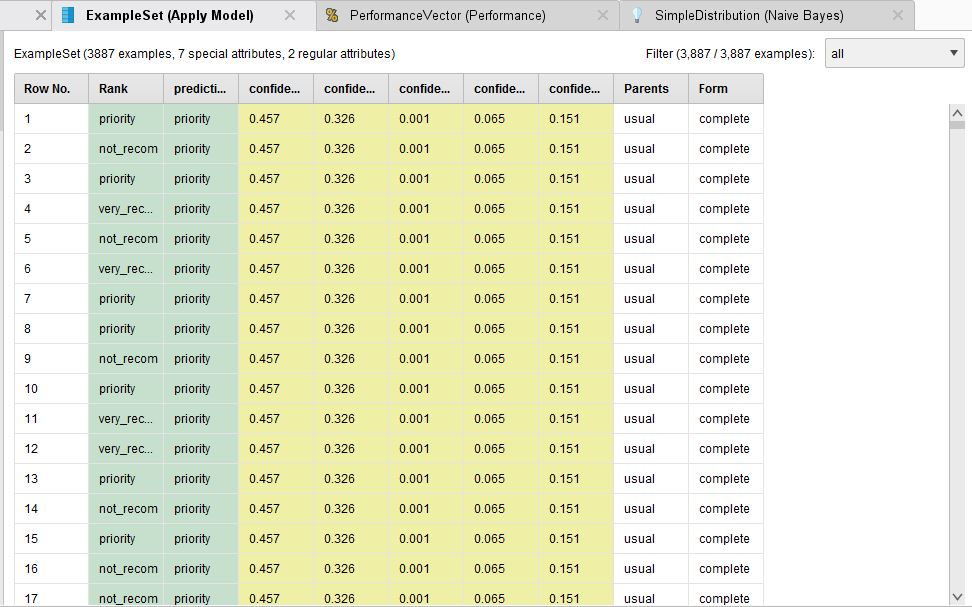 ExampleSet (Apply Model) PerformanceVector (Performance) SimpleDistribution (Naive Bayes)
ExampleSet (3887 examples, 7 special attributes, 2 regular attributes) Filter (3,887 / 3,887 examples): all
Row No. Rank predicti... confide... confide... confide... confide... confide... Parents Form
1 priority priority 0.457 0.326 0.001 0.065 0.151 usual complete
2 not_recom priority 0.457 0.326 0.001 0.065 0.151 usual complete
3 priority priority 0.457 0.326 0.001 0.065 0.151 usual complete
4 very_rec... priority 0.457 0.326 0.001 0.065 0.151 usual complete
5 not_recom priority 0.457 0.326 0.001 0.065 0.151 usual complete
6 very_rec... priority 0.457 0.326 0.001 0.065 0.151 usual complete
7 priority priority 0.457 0.326 0.001 0.065 0.151 usual complete
8 priority priority 0.457 0.326 0.001 0.065 0.151 usual complete
9 not_recom priority 0.457 0.326 0.001 0.065 0.151 usual complete
10 priority priority 0.457 0.326 0.001 0.065 0.151 usual complete
11 very_rec... priority 0.457 0.326 0.001 0.065 0.151 usual complete
12 very_rec... priority 0.457 0.326 0.001 0.065 0.151 usual complete
13 priority priority 0.457 0.326 0.001 0.065 0.151 usual complete
14 not_recom priority 0.457 0.326 0.001 0.065 0.151 usual complete
15 priority priority 0.457 0.326 0.001 0.065 0.151 usual complete
16 not_recom priority 0.457 0.326 0.001 0.065 0.151 usual complete
17 not_recom priority 0.457 0.326 0.001 0.065 0.151 usual complete